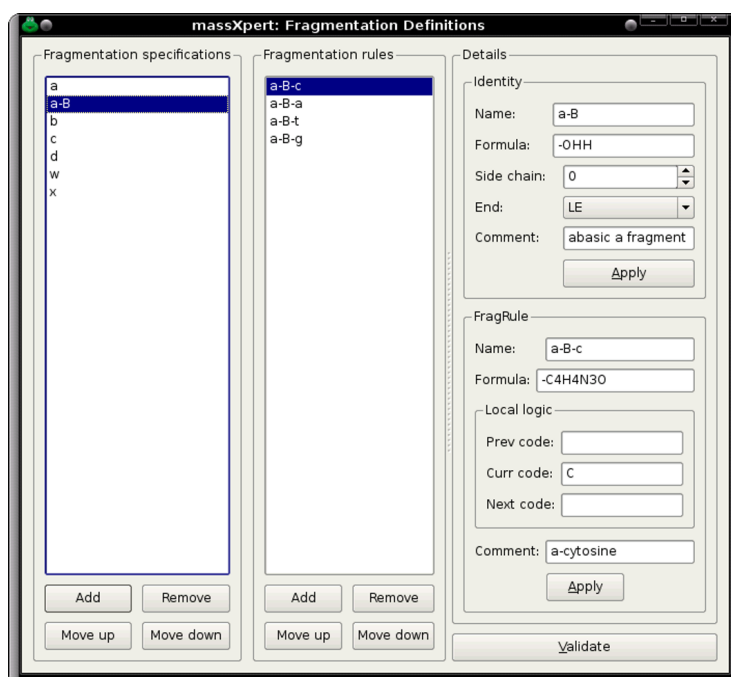 massXpert: Fragmentation Definitions
Fragmentation specifications
a
a-B
b
c
d
w
x
Add
Remove
Move up
Move down
Fragmentation rules
a-B-c
a-B-a
a-B-t
a-B-g
Add
Remove
Move up
Move down
Details
Identity
Name: a-B
Formula: -OHH
Side chain: 0
End: LE
Comment: abasic a fragment
Apply
FragRule
Name: a-B-c
Formula: -C4H4N3O
Local logic
Prev code:
Curr code: C
Next code:
Comment: a-cytosine
Apply
Validate